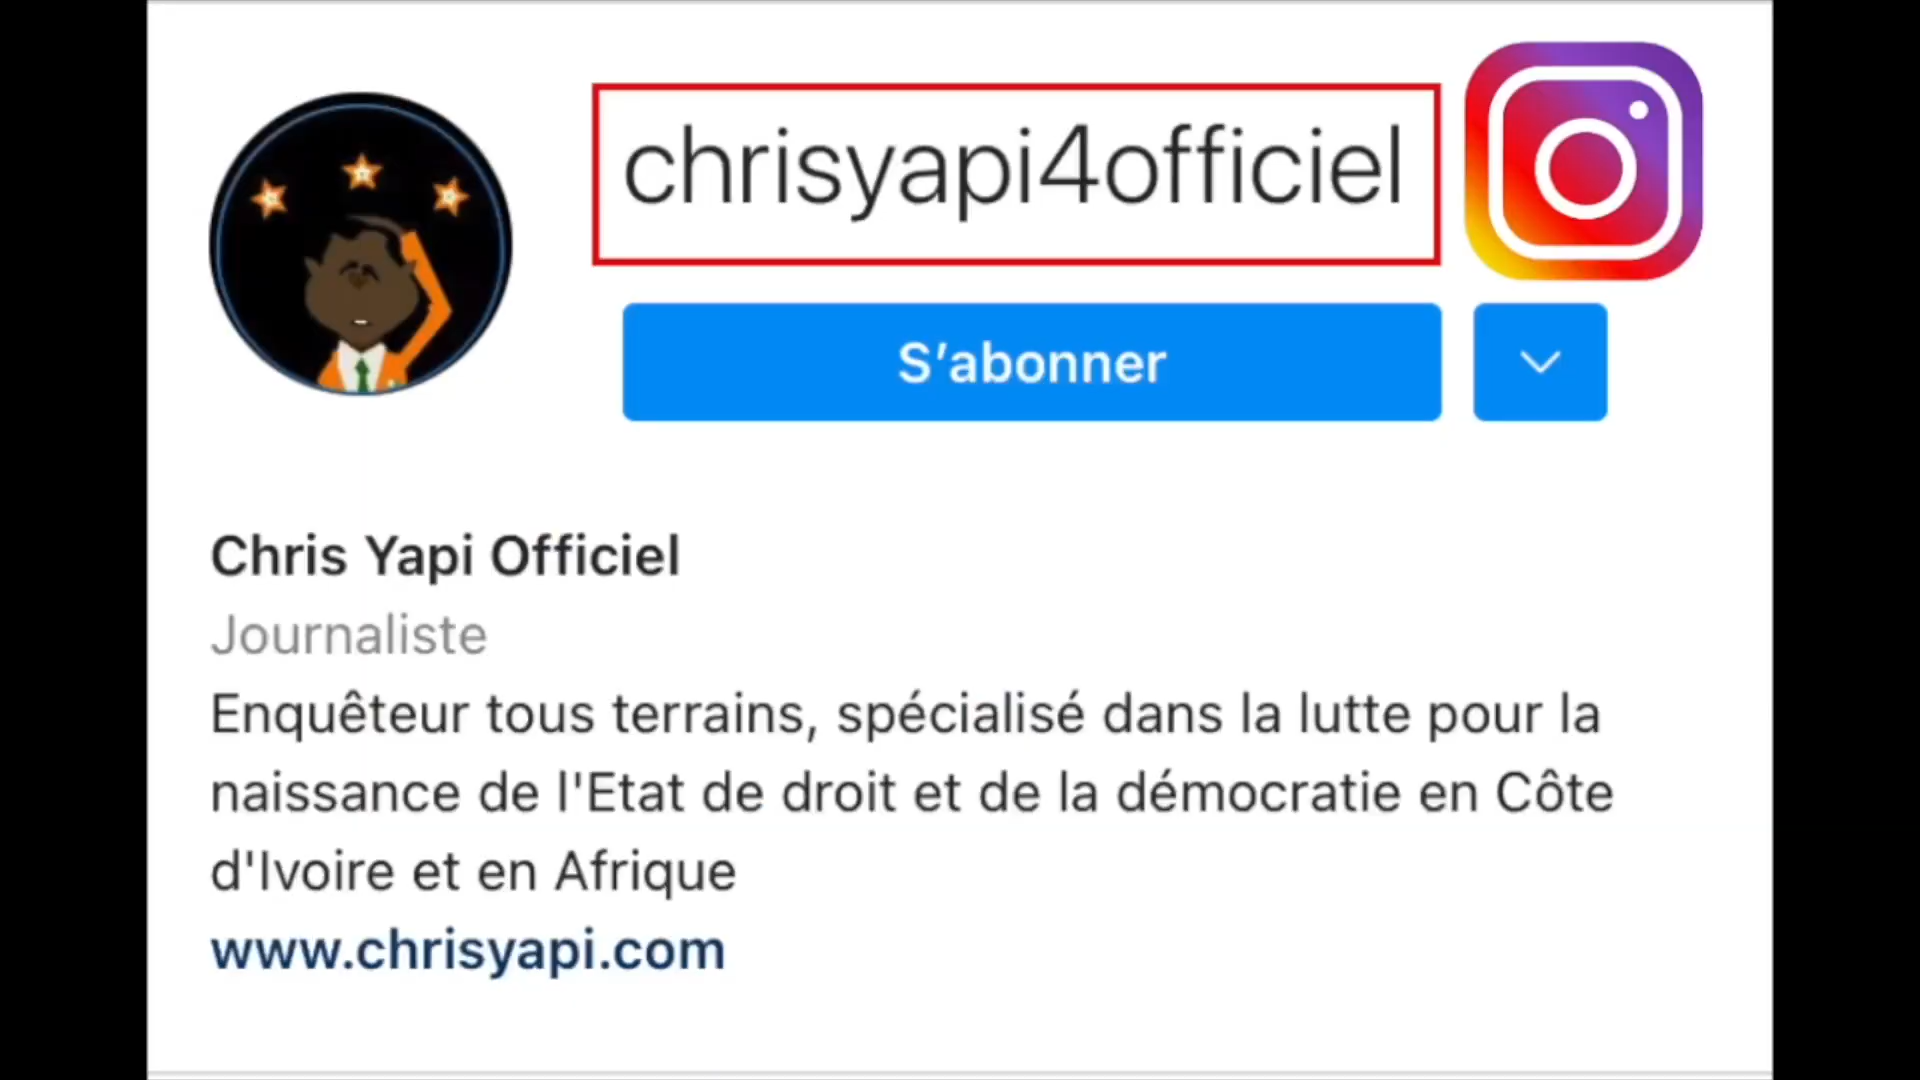 chrisyapi4officiel
S’abonner
Chris Yapi Officiel
Journaliste
Enquêteur tous terrains, spécialisé dans la lutte pour la
naissance de l'Etat de droit et de la démocratie en Côte
d'Ivoire et en Afrique
www.chrisyapi.com